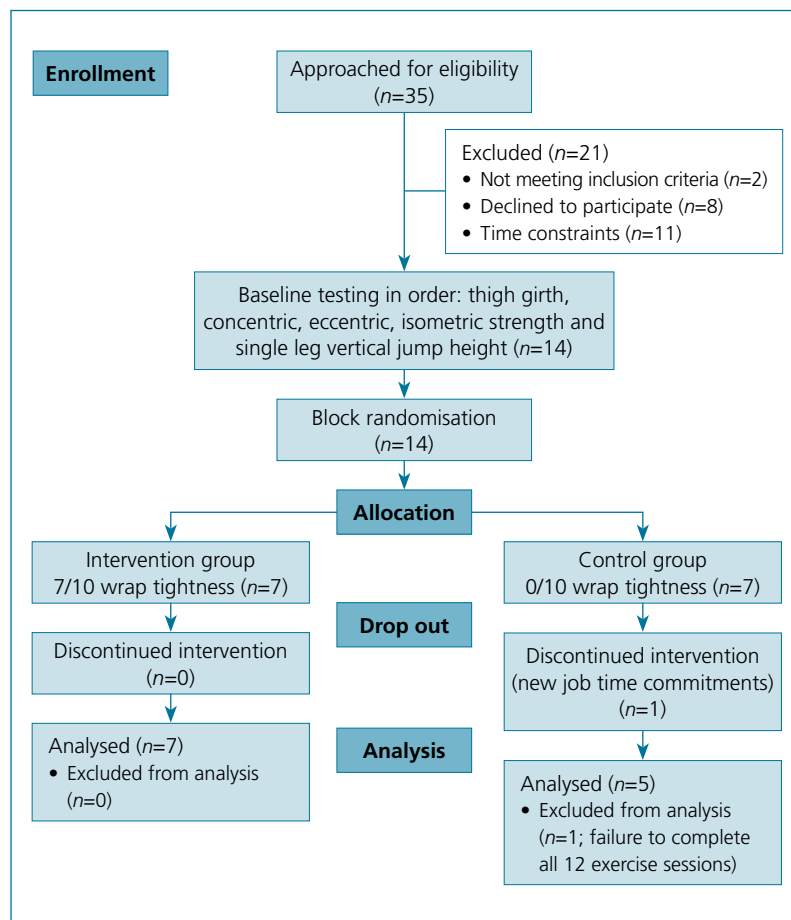 Enrollment
Approached for eligibility
(n=35)
Excluded (n=21)
• Not meeting inclusion criteria (n=2)
• Declined to participate (n=8)
• Time constraints (n=11)
Baseline testing in order: thigh girth,
concentric, eccentric, isometric strength and
single leg vertical jump height (n=14)
Block randomisation
(n=14)
Allocation
Intervention group
7/10 wrap tightness (n=7)
Control group
0/10 wrap tightness (n=7)
Drop out
Discontinued intervention
(n=0)
Discontinued intervention
(new job time commitments)
(n=1)
Analysis
Analysed (n=7)
• Excluded from analysis
(n=0)
Analysed (n=5)
• Excluded from analysis
(n=1; failure to complete
all 12 exercise sessions)